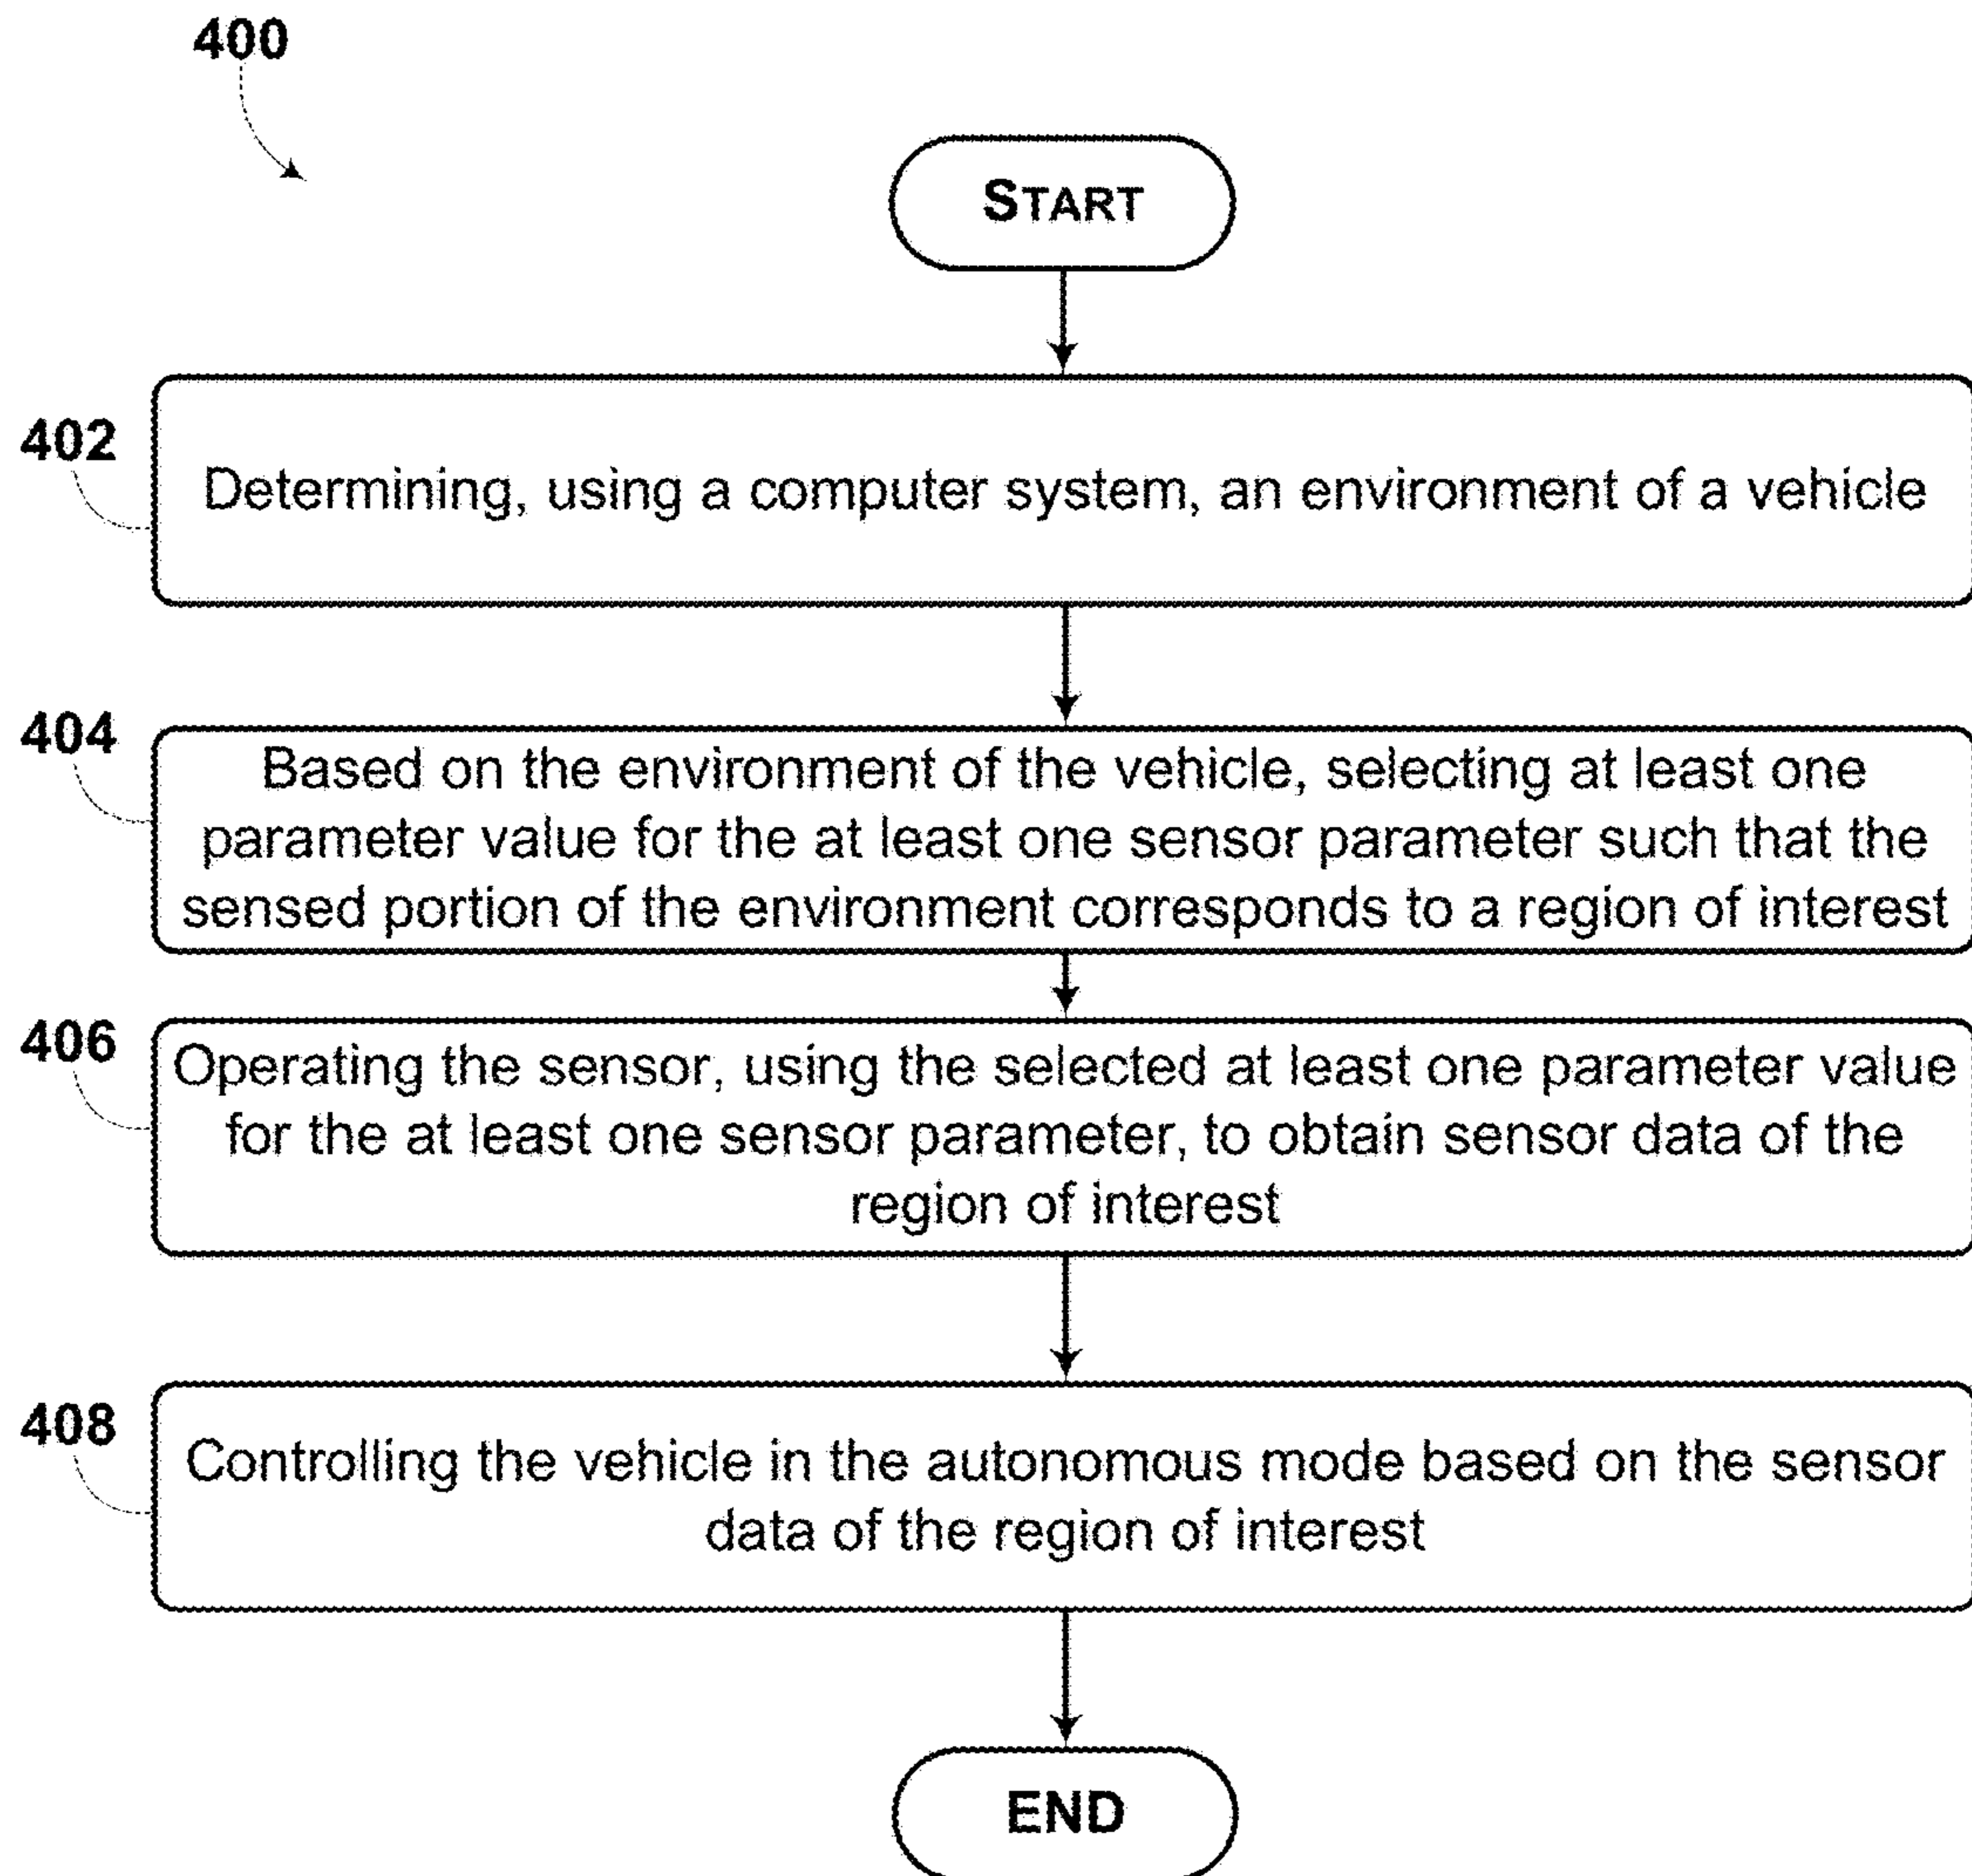 400
START
402
Determining, using a computer system, an environment of a vehicle
404
Based on the environment of the vehicle, selecting at least one
parameter value for the at least one sensor parameter such that the
sensed portion of the environment corresponds to a region of interest
406
Operating the sensor, using the selected at least one parameter value
for the at least one sensor parameter, to obtain sensor data of the
region of interest
408
Controlling the vehicle in the autonomous mode based on the sensor
data of the region of interest
END